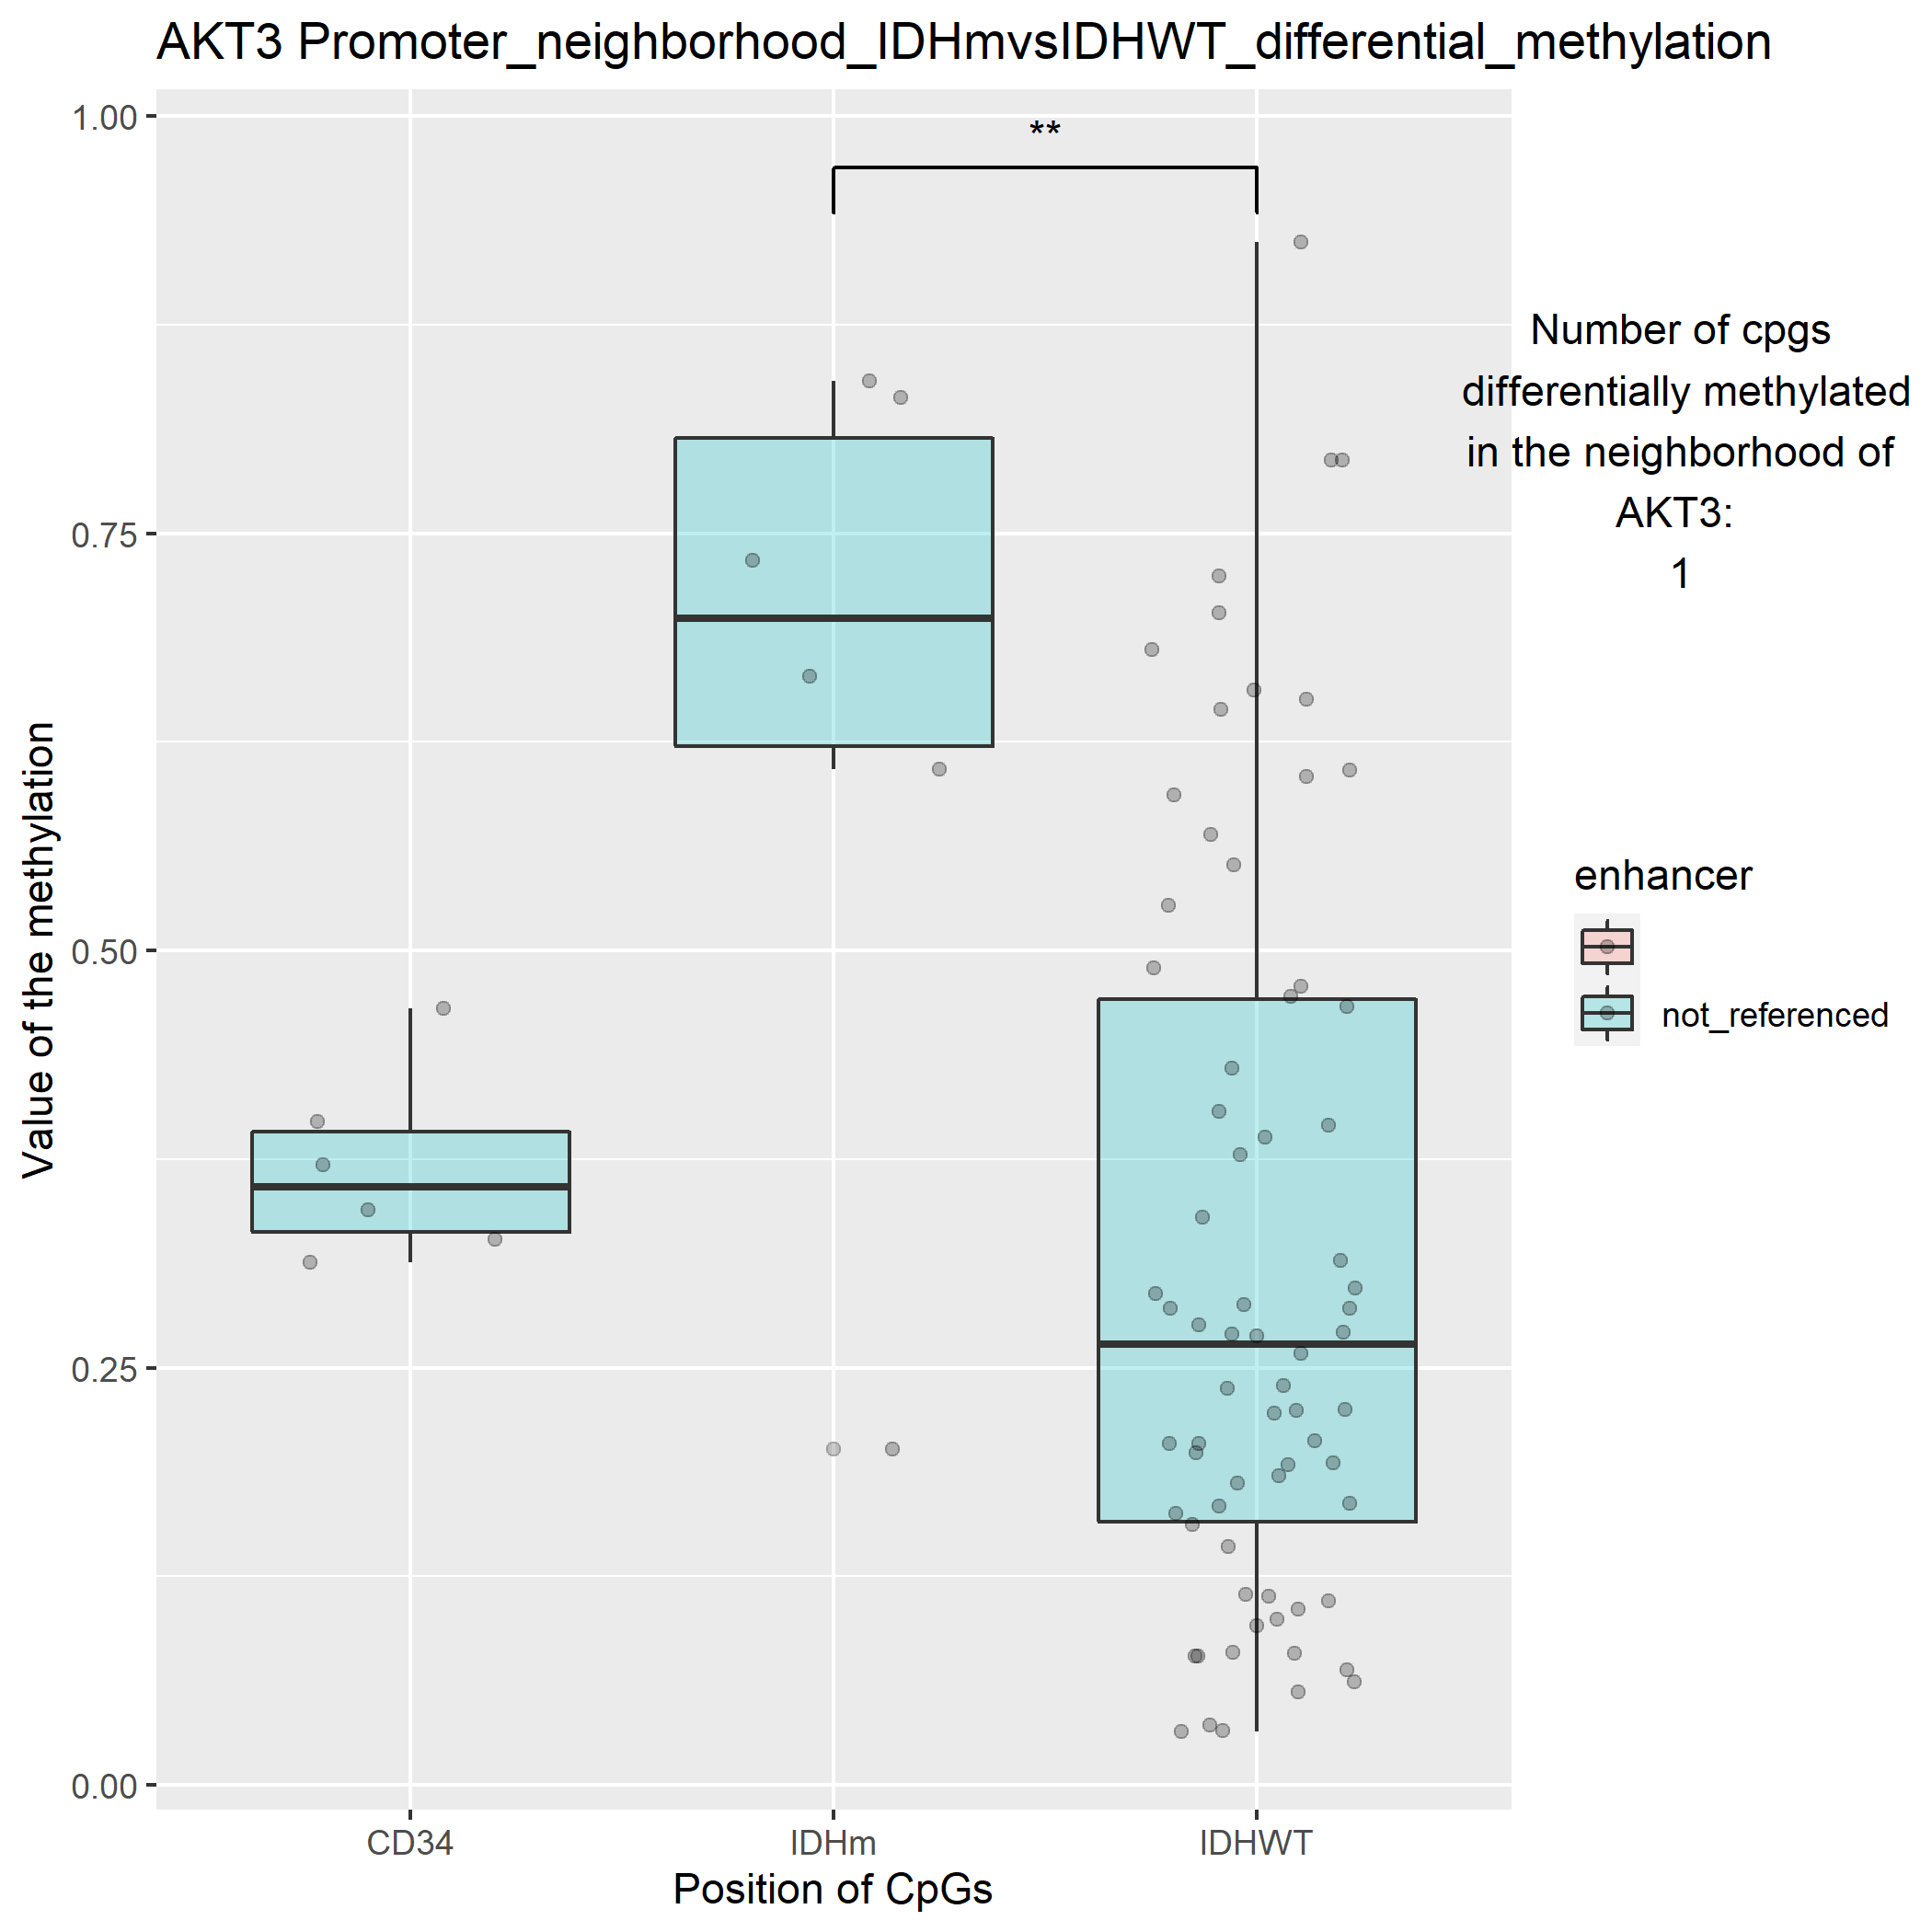 AKT3 Promoter_neighborhood_IDHmvsIDHWT_differential_methylation
1.00
0.75
0.50
0.25
0.00
Value of the methylation
**
CD34
IDHm
IDHWT
Position of CpGs
Number of cpgs
differentially methylated
in the neighborhood of
AKT3:
1
enhancer
not_referenced